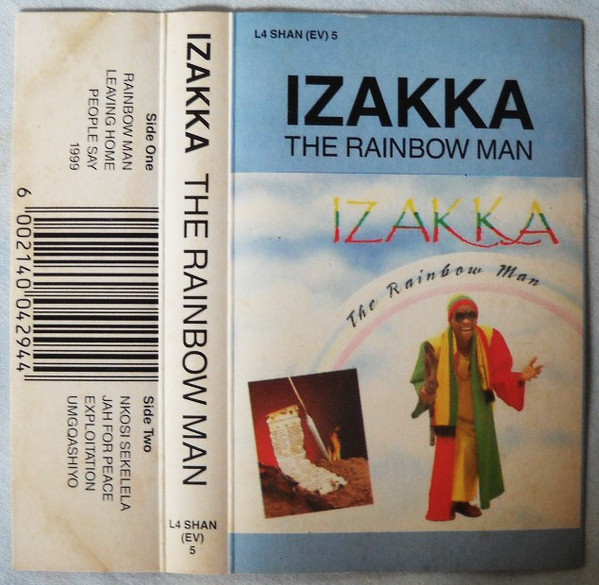 Side One
RAINBOW MAN
LEAVING HOME
PEOPLE SAY
1999
6 002140 042944
Side Two
NKOSI SEKELELA
JAH FOR PEACE
EXPLOITATION
UMGQASHIYO
IZAKKA THE RAINBOW MAN
L4 SHAN
(EV)
5
L4 SHAN (EV) 5
IZAKKA
THE RAINBOW MAN
IZAKKA
The Rainbow Man